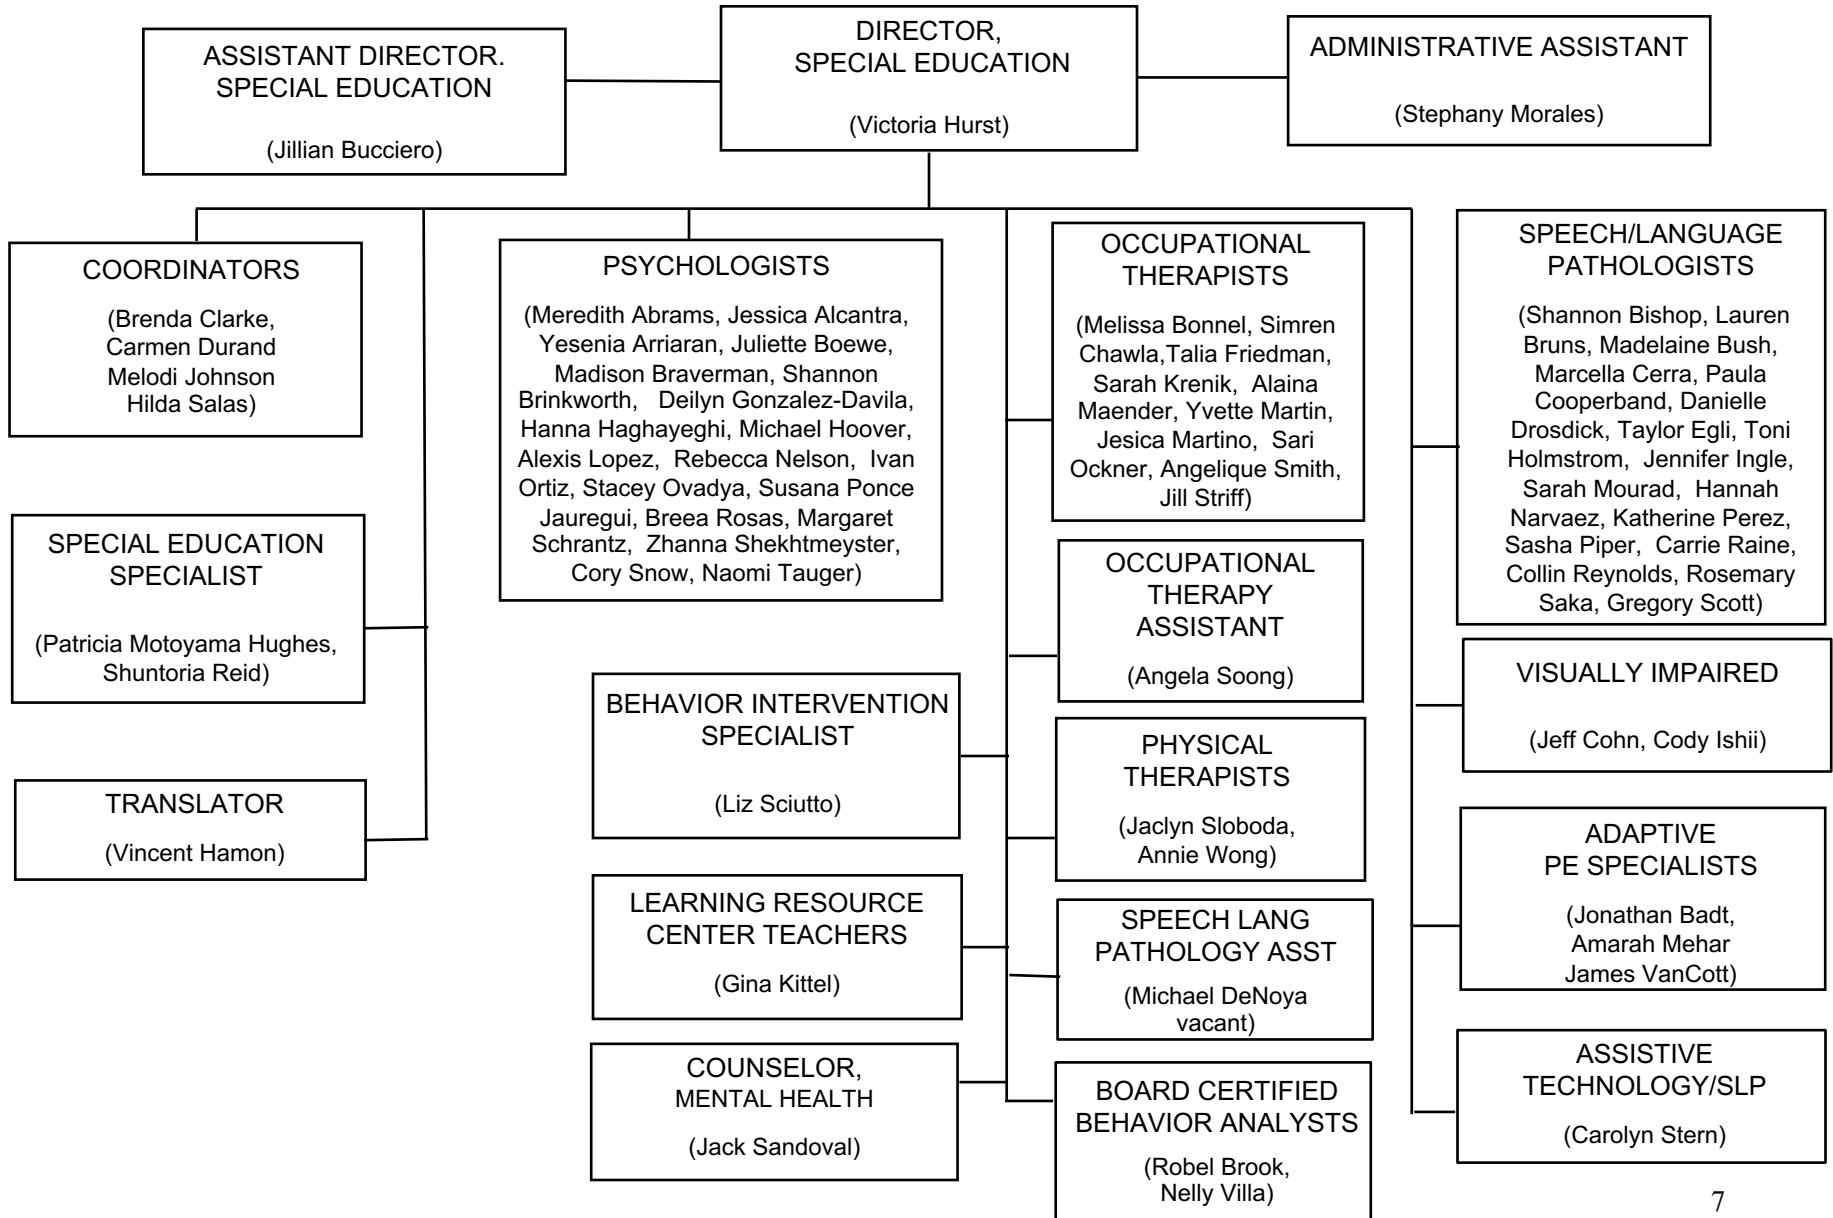 ASSISTANT DIRECTOR.
SPECIAL EDUCATION
(Jillian Bucciero)
DIRECTOR,
SPECIAL EDUCATION
(Victoria Hurst)
ADMINISTRATIVE ASSISTANT
(Stephany Morales)
COORDINATORS
(Brenda Clarke,
Carmen Durand
Melodi Johnson
Hilda Salas)
SPECIAL EDUCATION
SPECIALIST
(Patricia Motoyama Hughes,
Shuntoria Reid)
TRANSLATOR
(Vincent Hamon)
PSYCHOLOGISTS
(Meredith Abrams, Jessica Alcantra,
Yesenia Arriaran, Juliette Boewe,
Madison Braverman, Shannon
Brinkworth, Deilyn Gonzalez-Davila,
Hanna Haghayeghi, Michael Hoover,
Alexis Lopez, Rebecca Nelson, Ivan
Ortiz, Stacey Ovadya, Susana Ponce
Jauregui, Breea Rosas, Margaret
Schrantz, Zhanna Shekhtmeyster,
Cory Snow, Naomi Tauger)
BEHAVIOR INTERVENTION
SPECIALIST
(Liz Sciutto)
LEARNING RESOURCE
CENTER TEACHERS
(Gina Kittel)
COUNSELOR,
MENTAL HEALTH
(Jack Sandoval)
OCCUPATIONAL
THERAPISTS
(Melissa Bonnel, Simren
Chawla,Talia Friedman,
Sarah Krenik, Alaina
Maender, Yvette Martin,
Jesica Martino, Sari
Ockner, Angelique Smith,
Jill Striff)
OCCUPATIONAL
THERAPY
ASSISTANT
(Angela Soong)
PHYSICAL
THERAPISTS
(Jaclyn Sloboda,
Annie Wong)
SPEECH LANG
PATHOLOGY ASST
(Michael DeNoya
vacant)
BOARD CERTIFIED
BEHAVIOR ANALYSTS
(Robel Brook,
Nelly Villa)
SPEECH/LANGUAGE
PATHOLOGISTS
(Shannon Bishop, Lauren
Bruns, Madelaine Bush,
Marcella Cerra, Paula
Cooperband, Danielle
Drosdick, Taylor Egli, Toni
Holmstrom, Jennifer Ingle,
Sarah Mourad, Hannah
Narvaez, Katherine Perez,
Sasha Piper, Carrie Raine,
Collin Reynolds, Rosemary
Saka, Gregory Scott)
VISUALLY IMPAIRED
(Jeff Cohn, Cody Ishii)
ADAPTIVE
PE SPECIALISTS
(Jonathan Badt,
Amarah Mehar
James VanCott)
ASSISTIVE
TECHNOLOGY/SLP
(Carolyn Stern)
7